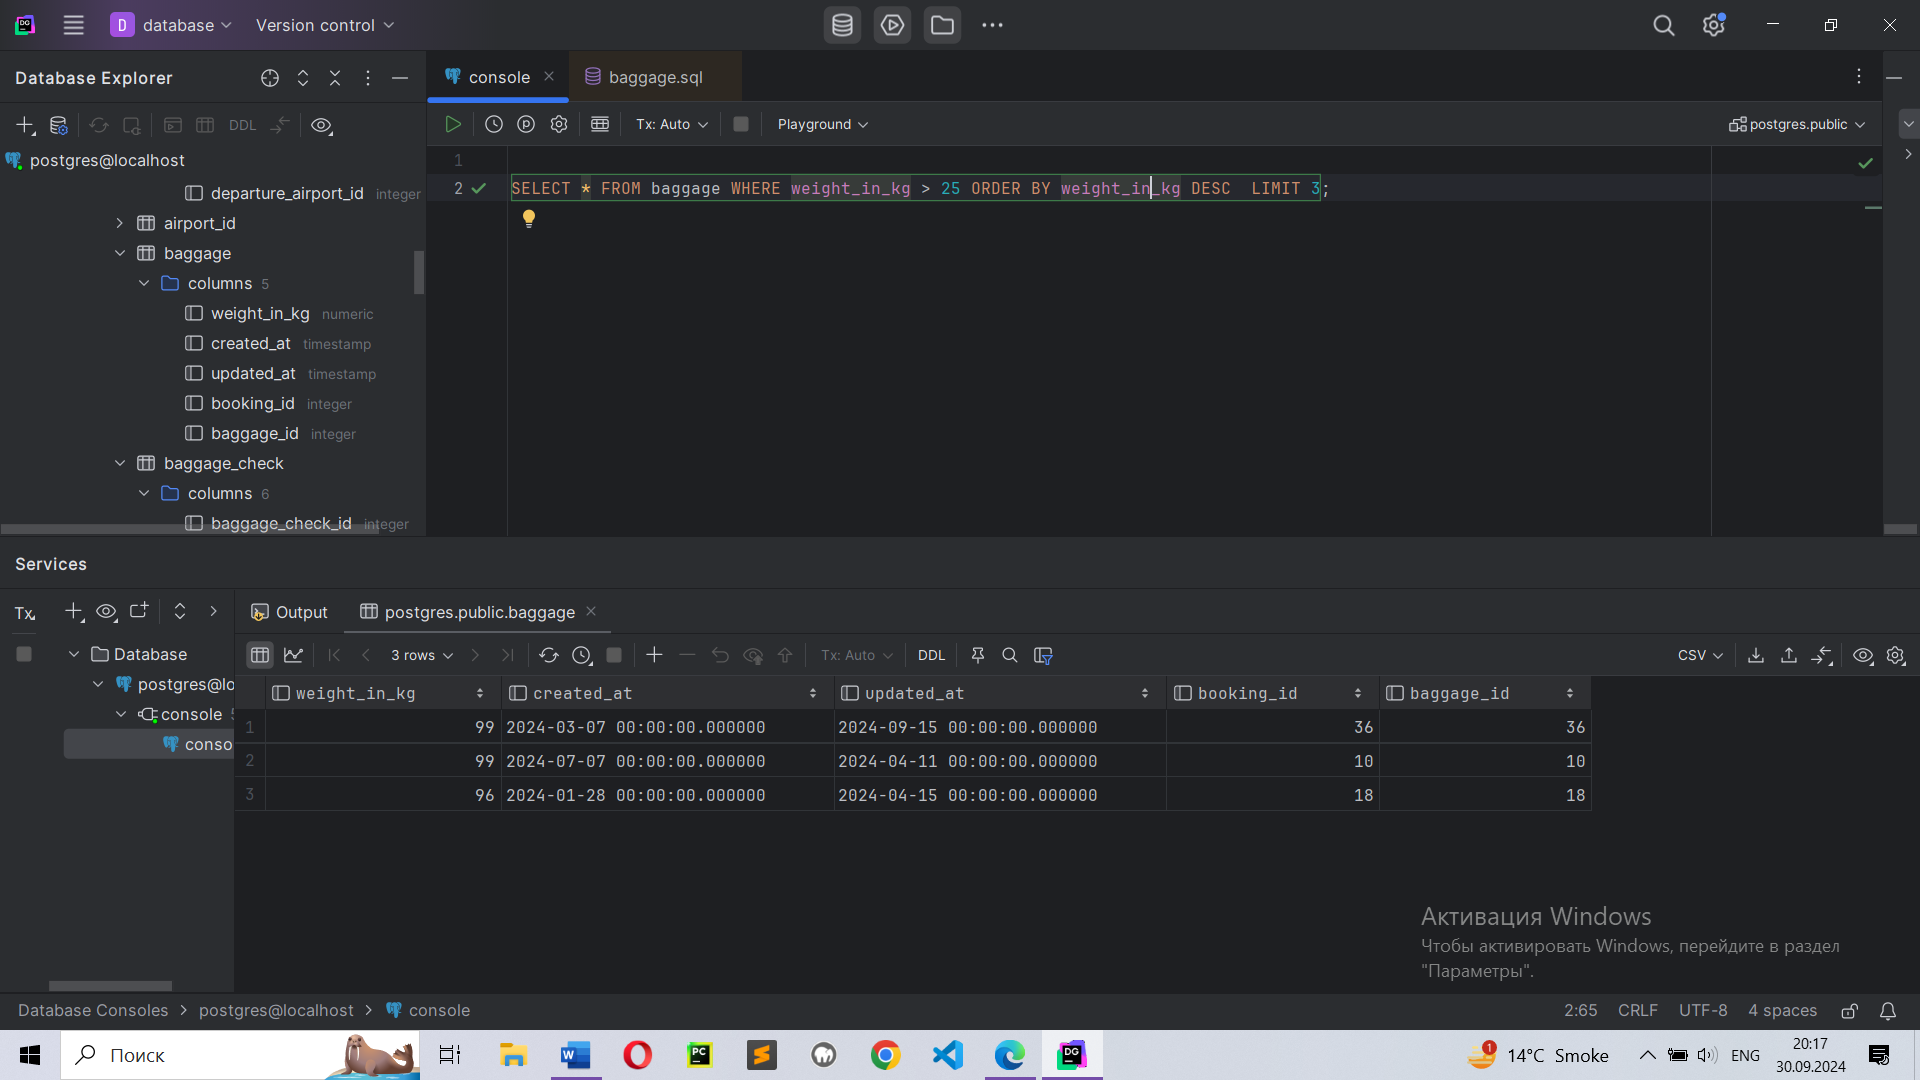 database
Version control
Database Explorer
console
baggage.sql
DDL
Tx: Auto
Playground
postgres.public
postgres@localhost
departure_airport_id integer
airport_id
baggage
columns 5
weight_in_kg numeric
created_at timestamp
updated_at timestamp
booking_id integer
baggage_id integer
baggage_check
columns 6
baggage_check_id integer
1
2 SELECT * FROM baggage WHERE weight_in_kg > 25 ORDER BY weight_in_kg DESC  LIMIT 3;
Services
Tx
Output
postgres.public.baggage
Database
postgres@lo
console
conso
3 rows
Tx: Auto
DDL
CSV
weight_in_kg created_at updated_at booking_id baggage_id
1 99 2024-03-07 00:00:00.000000 2024-09-15 00:00:00.000000 36 36
2 99 2024-07-07 00:00:00.000000 2024-04-11 00:00:00.000000 10 10
3 96 2024-01-28 00:00:00.000000 2024-04-15 00:00:00.000000 18 18
Активация Windows
Чтобы активировать Windows, перейдите в раздел
"Параметры".
Database Consoles > postgres@localhost > console
2:65 CRLF UTF-8 4 spaces
Поиск
14°C Smoke
ENG
20:17
30.09.2024